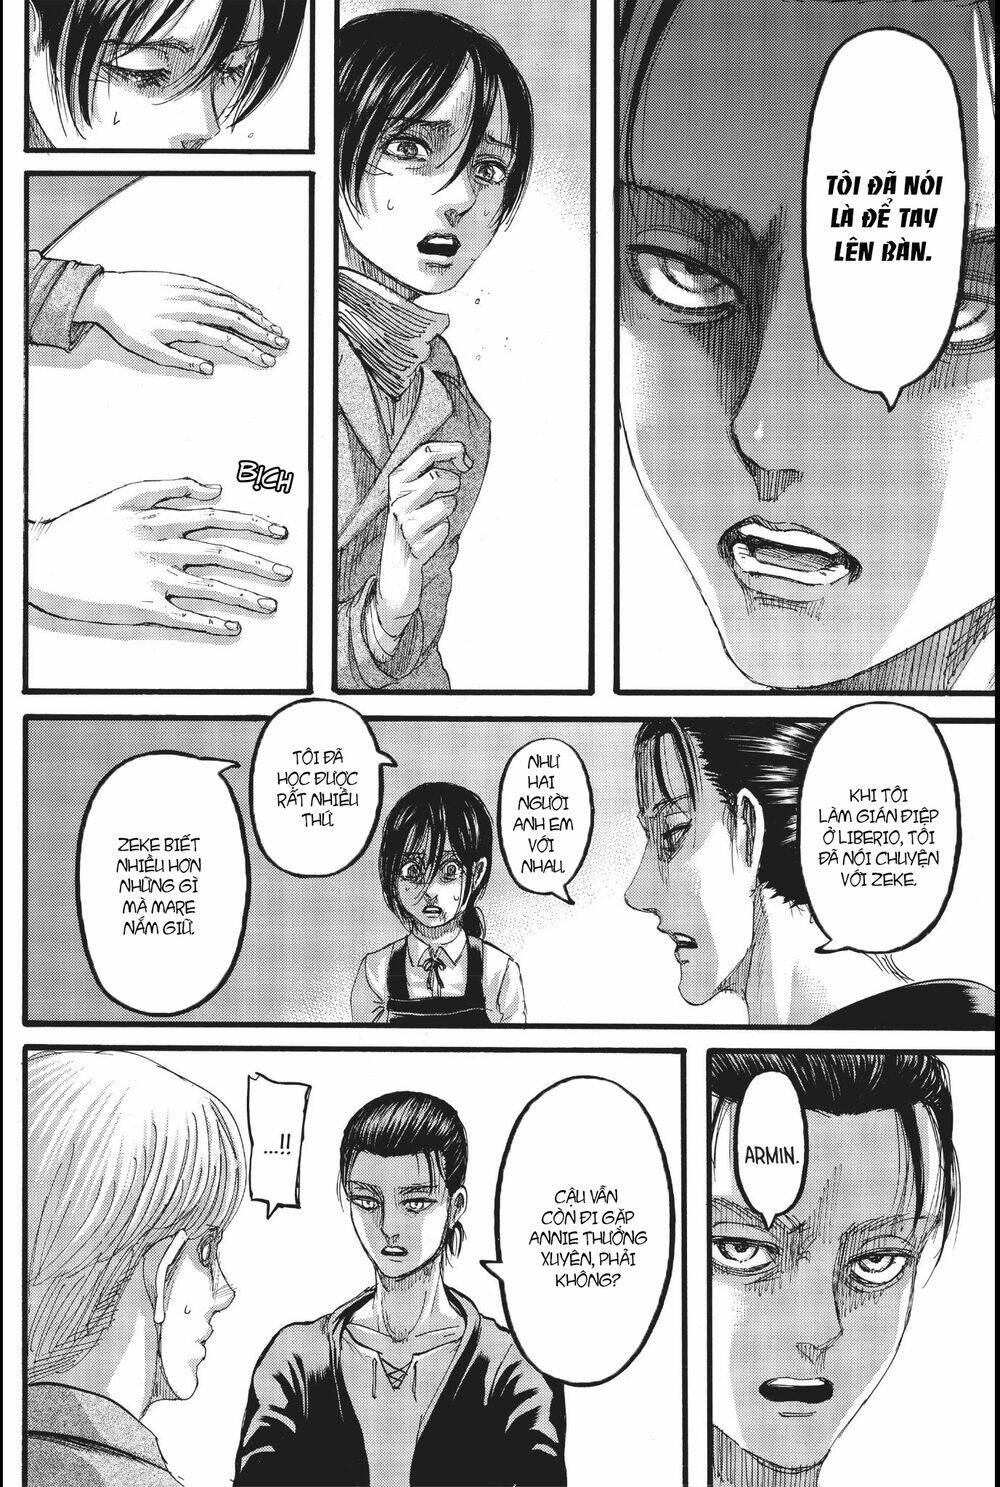 TÔI ĐÃ NÓI
LÀ ĐỂ TAY
LÊN BÀN.
BỊCH
KHI TÔI
LÀM GIÁN ĐIỆP
Ở LIBERIO, TÔI
ĐÃ NÓI CHUYỆN
VỚI ZEKE.
NHƯ
HAI
NGƯỜI
ANH EM
VỚI
NHAU.
TÔI ĐÃ
HỌC ĐƯỢC
RẤT NHIỀU
THỨ.
ZEKE BIẾT
NHIỀU HƠN
NHỮNG GÌ
MÀ MARE
NẮM GIỮ.
ARMIN.
CẬU VẪN
CÒN ĐI GẶP
ANNIE THƯỜNG
XUYÊN, PHẢI
KHÔNG?
....!!